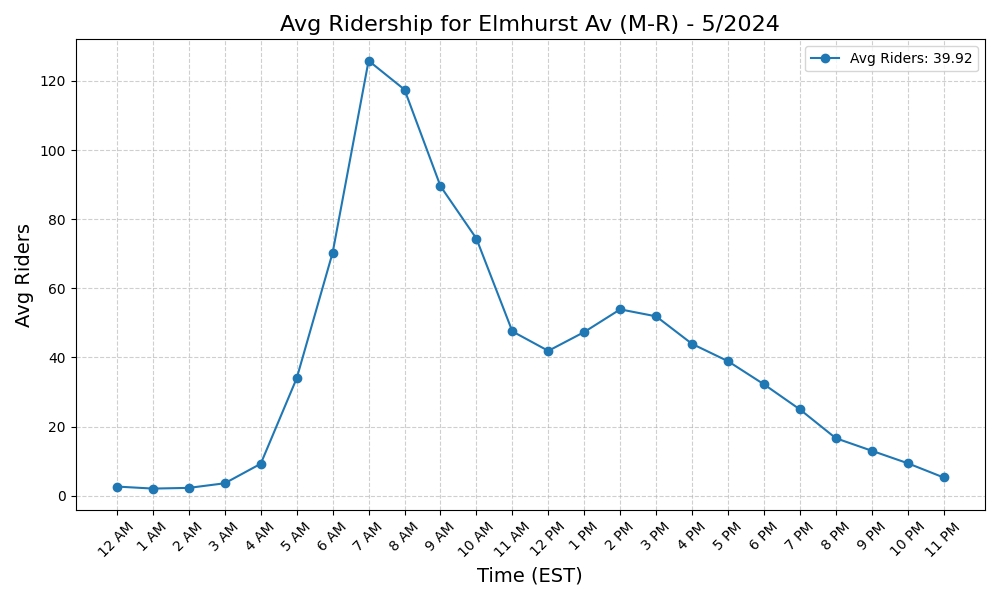 Avg Ridership for Elmhurst Av (M-R) - 5/2024
Avg Riders: 39.92
Avg Riders
120
100
80
60
40
20
0
12 AM
1 AM
2 AM
3 AM
4 AM
5 AM
6 AM
7 AM
8 AM
9 AM
10 AM
11 AM
12 PM
1 PM
2 PM
3 PM
4 PM
5 PM
6 PM
7 PM
8 PM
9 PM
10 PM
11 PM
Time (EST)